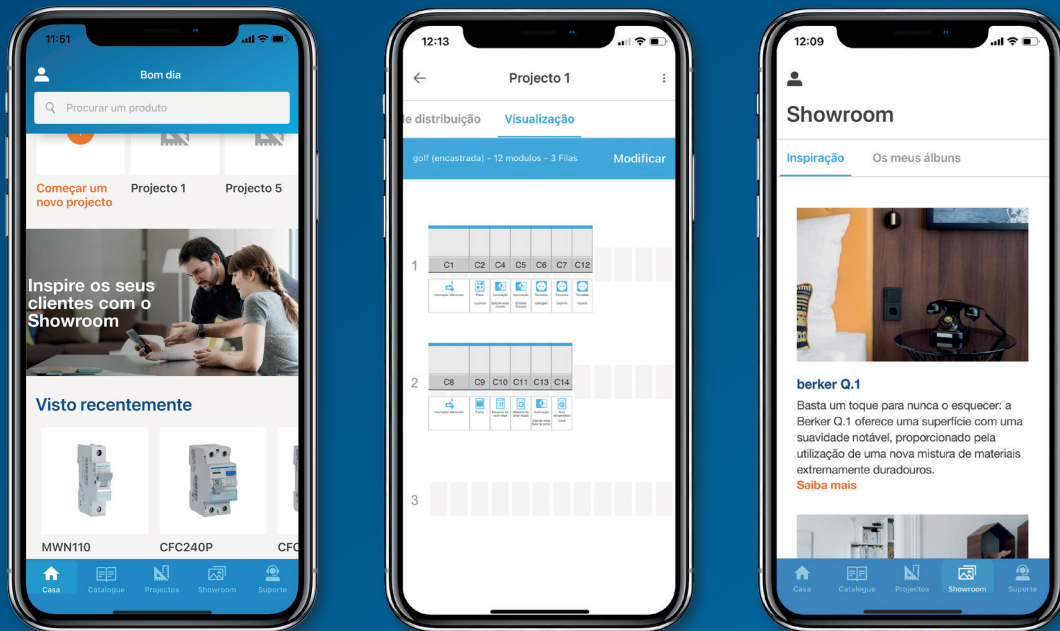 11:51
Bom dia
Procurar um produto
Começar um
novo projecto
Projecto 1
Projecto 5
Inspire os seus
clientes com o
Showroom
Visto recentemente
MWN110
CFC240P
CFC
Casa
Catalogue
Projectos
Showroom
Suporte
12:13
Projecto 1
le distribuição
Visualização
golf (encastrada) - 12 modulos - 3 Filas
Modificar
1
C1 C2 C4 C5 C6 C7 C12
2
C8 C9 C10 C11 C13 C14
3
12:09
Showroom
Inspiração
Os meus álbuns
berker Q.1
Basta um toque para nunca o esquecer: a
Berker Q.1 oferece uma superfície com uma
suavidade notável, proporcionado pela
utilização de uma nova mistura de materiais
extremamente duradouros.
Saiba mais
Casa
Catalogue
Projectos
Showroom
Suporte